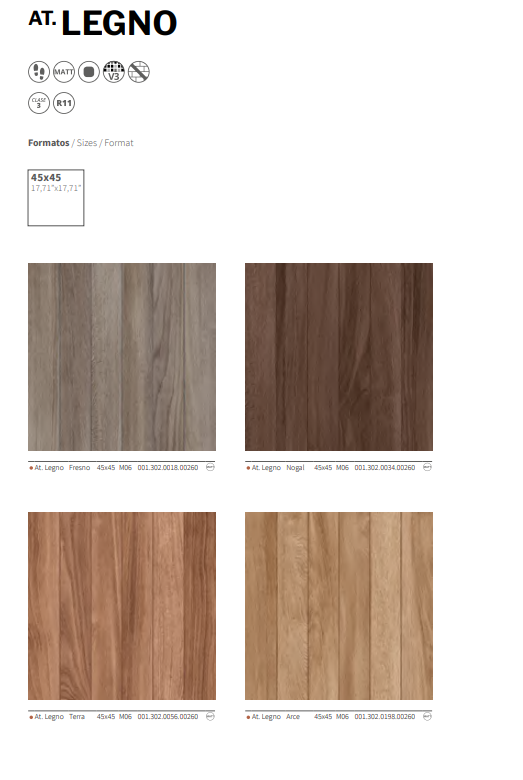 AT. LEGNO
MATT V3
CLASE 3 R11
Formatos / Sizes / Format
45x45
17,71"x17,71"
At. Legno Fresno 45x45 M06 001.302.0018.00260
At. Legno Nogal 45x45 M06 001.302.0034.00260
At. Legno Terra 45x45 M06 001.302.0056.00260
At. Legno Arce 45x45 M06 001.302.0198.00260